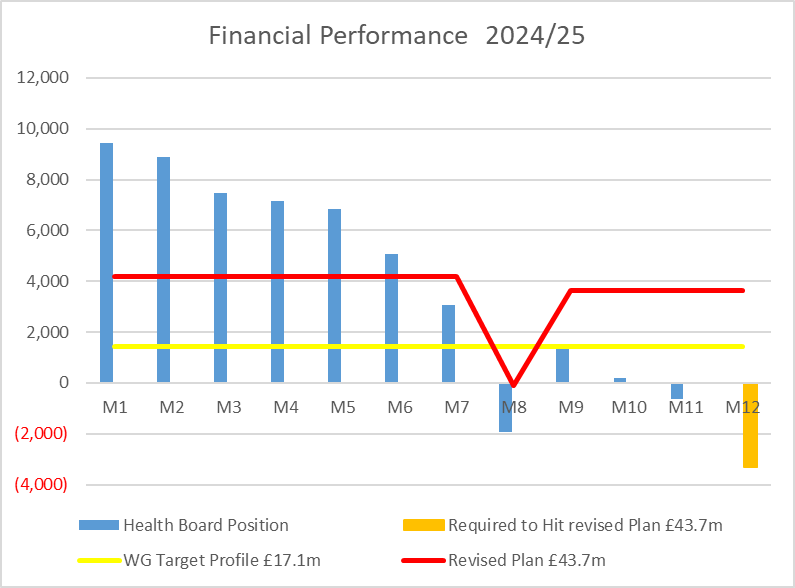 Financial Performance 2024/25
12,000
10,000
8,000
6,000
4,000
2,000
0
M1 M2 M3 M4 M5 M6 M7 M8 M9 M10 M11 M12
(2,000)
(4,000)
Health Board Position Required to Hit revised Plan £43.7m
WG Target Profile £17.1m Revised Plan £43.7m